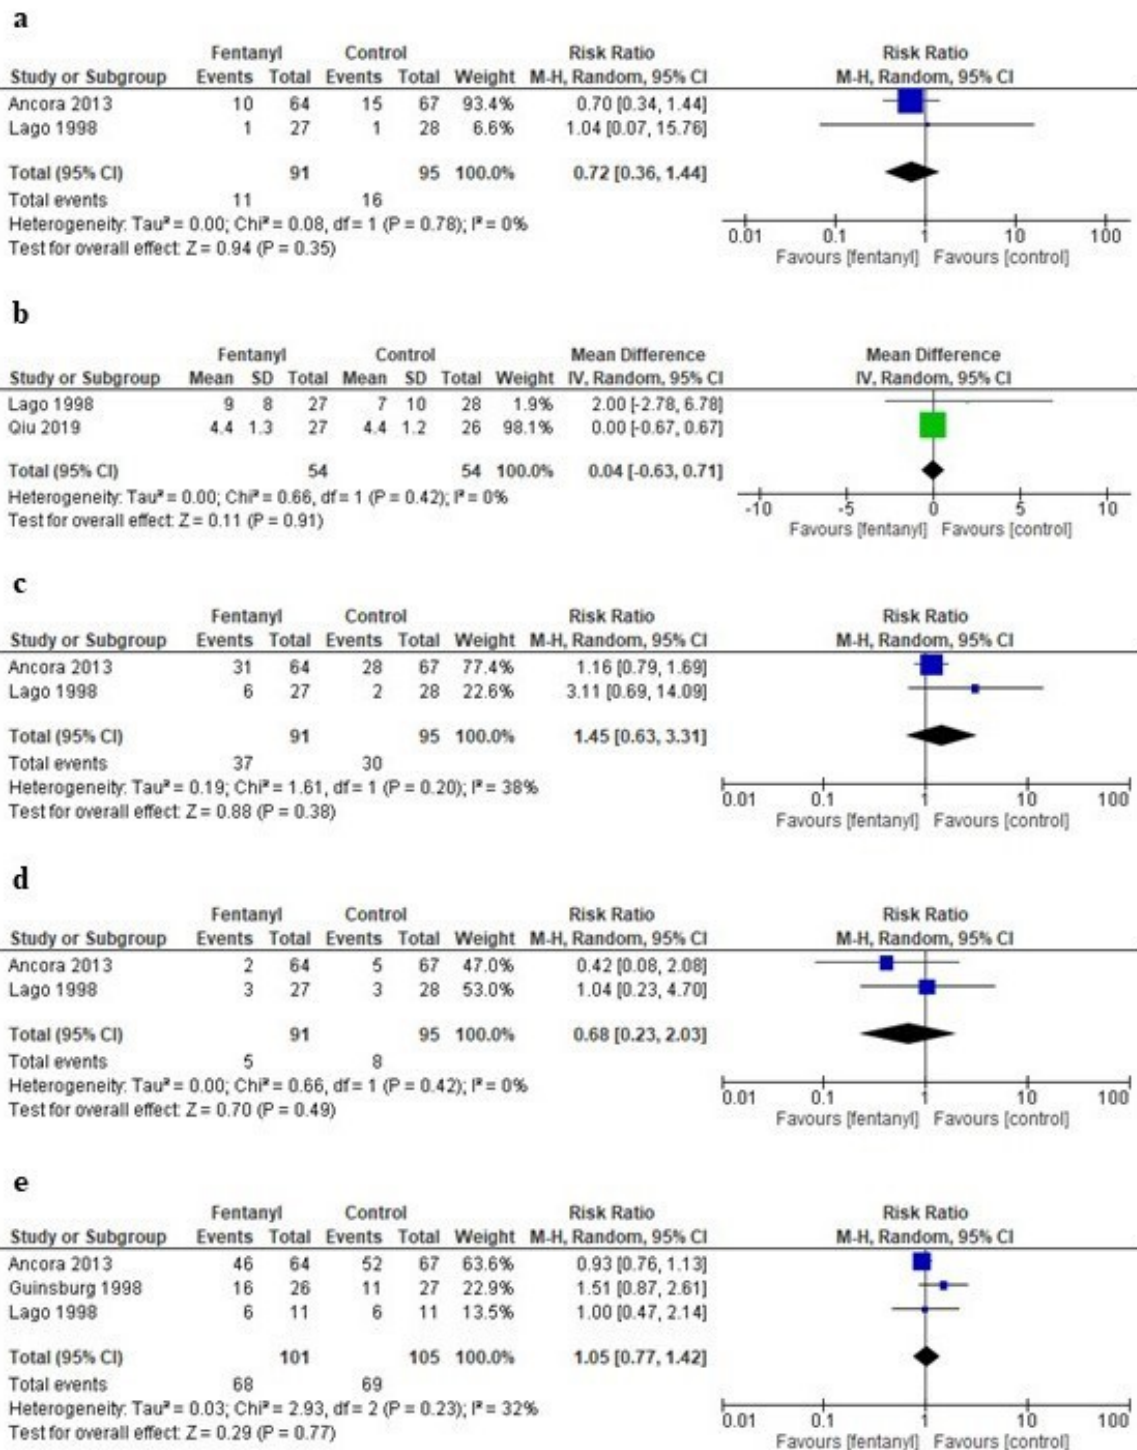 a
Fentanyl Control Risk Ratio Risk Ratio
Study or Subgroup Events Total Events Total Weight M-H, Random, 95% CI M-H, Random, 95% CI
Ancora 2013 10 64 15 67 93.4% 0.70 [0.34, 1.44]
Lago 1998 1 27 1 28 6.6% 1.04 [0.07, 15.76]
Total (95% CI) 91 95 100.0% 0.72 [0.36, 1.44]
Total events 11 16
Heterogeneity: Tau² = 0.00; Chi² = 0.08, df = 1 (P = 0.78); I² = 0%
Test for overall effect: Z = 0.94 (P = 0.35)
0.01 0.1 1 10 100
Favours [fentanyl] Favours [control]
b
Fentanyl Control Mean Difference Mean Difference
Study or Subgroup Mean SD Total Mean SD Total Weight IV, Random, 95% CI IV, Random, 95% CI
Lago 1998 9 8 27 7 10 28 1.9% 2.00 [-2.78, 6.78]
Qiu 2019 4.4 1.3 27 4.4 1.2 26 98.1% 0.00 [-0.67, 0.67]
Total (95% CI) 54 54 100.0% 0.04 [-0.63, 0.71]
Heterogeneity: Tau² = 0.00; Chi² = 0.66, df = 1 (P = 0.42); I² = 0%
Test for overall effect: Z = 0.11 (P = 0.91)
-10 -5 0 5 10
Favours [fentanyl] Favours [control]
c
Fentanyl Control Risk Ratio Risk Ratio
Study or Subgroup Events Total Events Total Weight M-H, Random, 95% CI M-H, Random, 95% CI
Ancora 2013 31 64 28 67 77.4% 1.16 [0.79, 1.69]
Lago 1998 6 27 2 28 22.6% 3.11 [0.69, 14.09]
Total (95% CI) 91 95 100.0% 1.45 [0.63, 3.31]
Total events 37 30
Heterogeneity: Tau² = 0.19; Chi² = 1.61, df = 1 (P = 0.20); I² = 38%
Test for overall effect: Z = 0.88 (P = 0.38)
0.01 0.1 1 10 100
Favours [fentanyl] Favours [control]
d
Fentanyl Control Risk Ratio Risk Ratio
Study or Subgroup Events Total Events Total Weight M-H, Random, 95% CI M-H, Random, 95% CI
Ancora 2013 2 64 5 67 47.0% 0.42 [0.08, 2.08]
Lago 1998 3 27 3 28 53.0% 1.04 [0.23, 4.70]
Total (95% CI) 91 95 100.0% 0.68 [0.23, 2.03]
Total events 5 8
Heterogeneity: Tau² = 0.00; Chi² = 0.66, df = 1 (P = 0.42); I² = 0%
Test for overall effect: Z = 0.70 (P = 0.49)
0.01 0.1 1 10 100
Favours [fentanyl] Favours [control]
e
Fentanyl Control Risk Ratio Risk Ratio
Study or Subgroup Events Total Events Total Weight M-H, Random, 95% CI M-H, Random, 95% CI
Ancora 2013 46 64 52 67 63.6% 0.93 [0.76, 1.13]
Guinsburg 1998 16 26 11 27 22.9% 1.51 [0.87, 2.61]
Lago 1998 6 11 6 11 13.5% 1.00 [0.47, 2.14]
Total (95% CI) 101 105 100.0% 1.05 [0.77, 1.42]
Total events 68 69
Heterogeneity: Tau² = 0.03; Chi² = 2.93, df = 2 (P = 0.23); I² = 32%
Test for overall effect: Z = 0.29 (P = 0.77)
0.01 0.1 1 10 100
Favours [fentanyl] Favours [control]